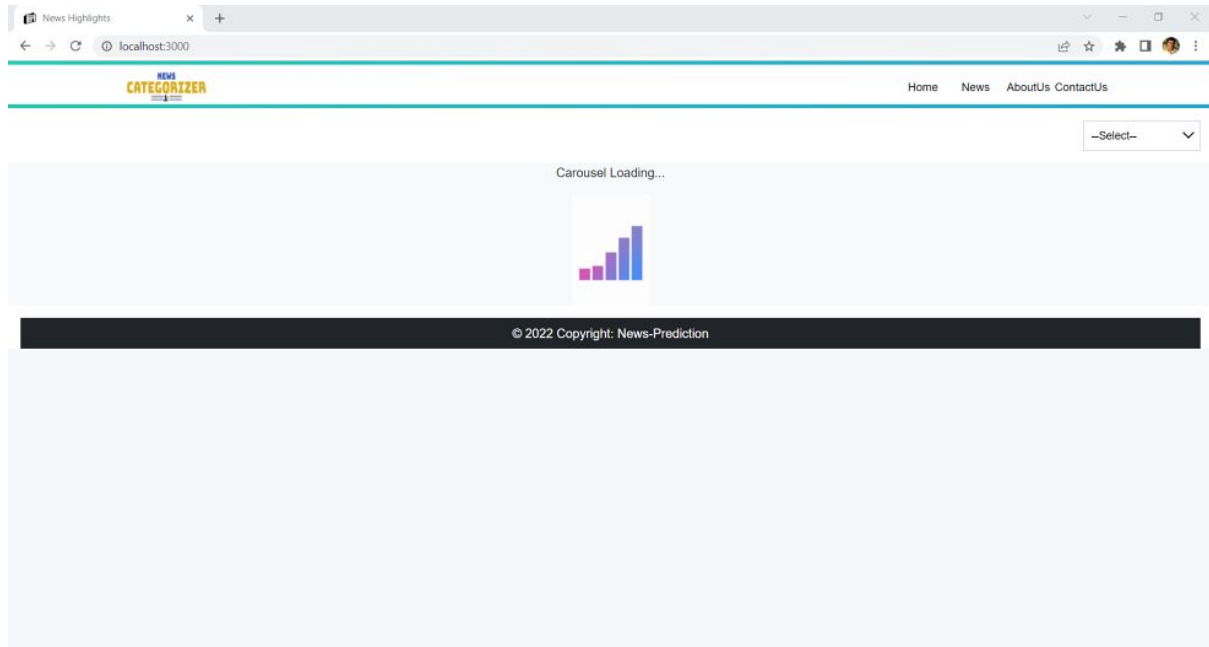 News Highlights
localhost:3000
NEWS
CATEGORIZER
Home News AboutUs ContactUs
--Select--
Carousel Loading...
© 2022 Copyright: News-Prediction